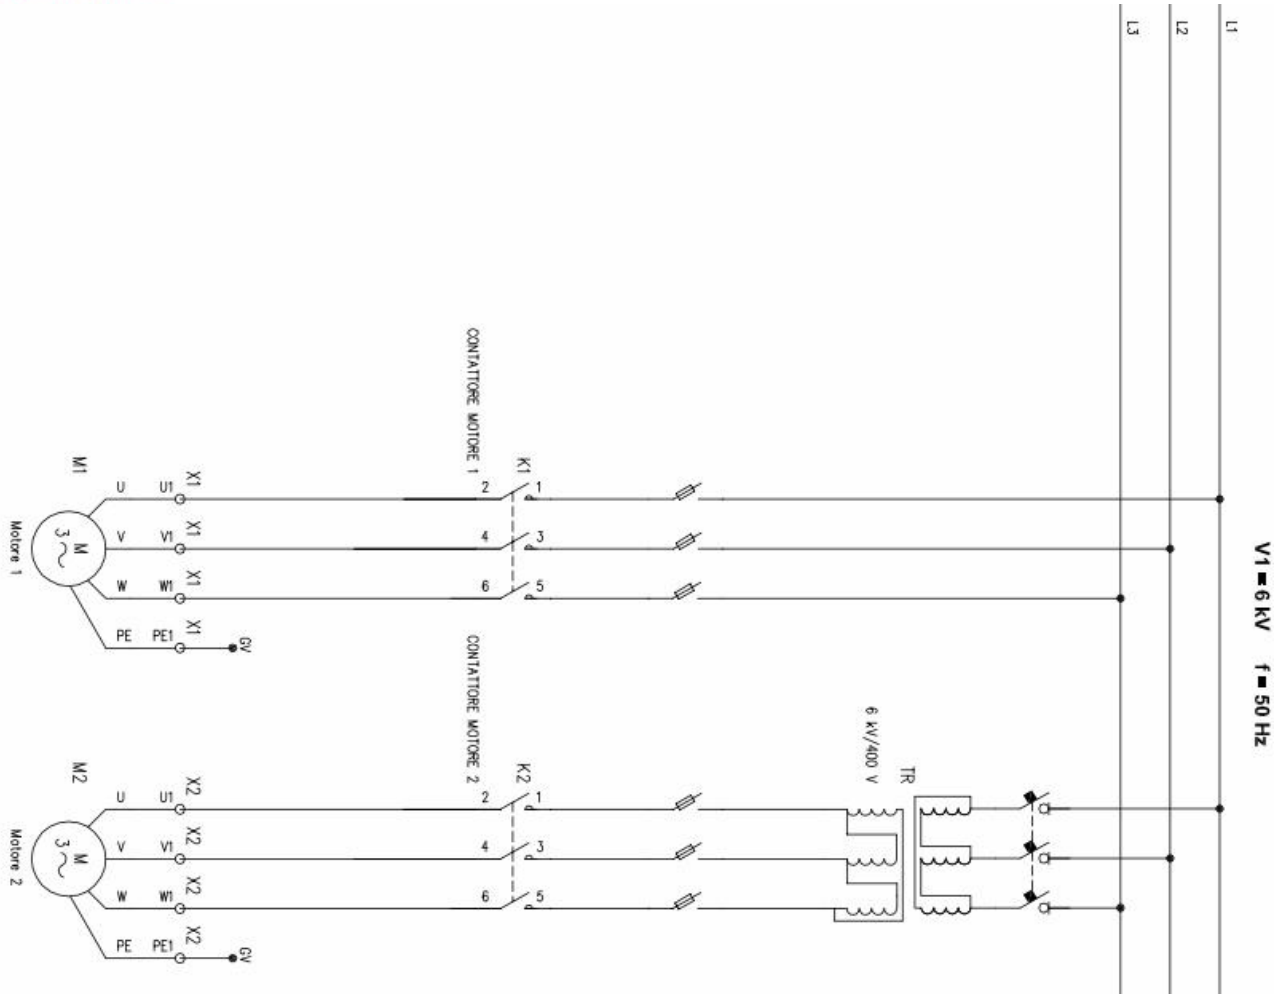 L3
L2
L1
V1=6 kV f=50 Hz
CONTATTORE MOTORE 1
K1
M1
U
U1
X1
2
1
V
V1
X1
4
3
W
W1
X1
6
5
PE
PE1
X1
GV
M
3~
Motore 1
CONTATTORE MOTORE 2
K2
6 kV/400 V
TR
M2
U
U1
X2
2
1
V
V1
X2
4
3
W
W1
X2
6
5
PE
PE1
X2
GV
M
3~
Motore 2